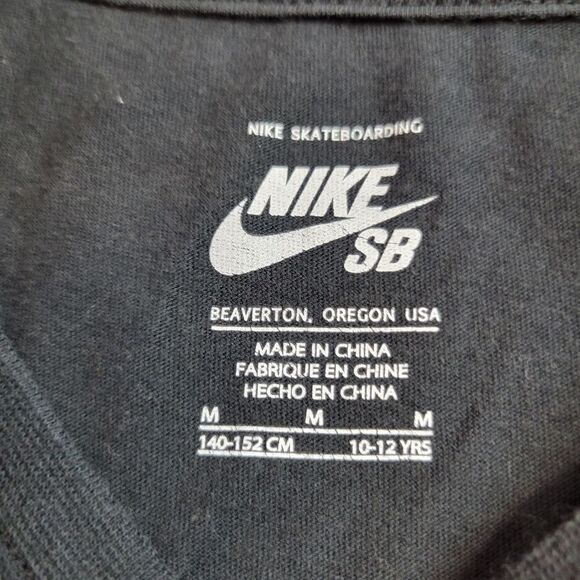 NIKE SKATEBOARDING
NIKE
SB
BEAVERTON, OREGON USA
MADE IN CHINA
FABRIQUE EN CHINE
HECHO EN CHINA
M M M
140-152 CM 10-12 YRS